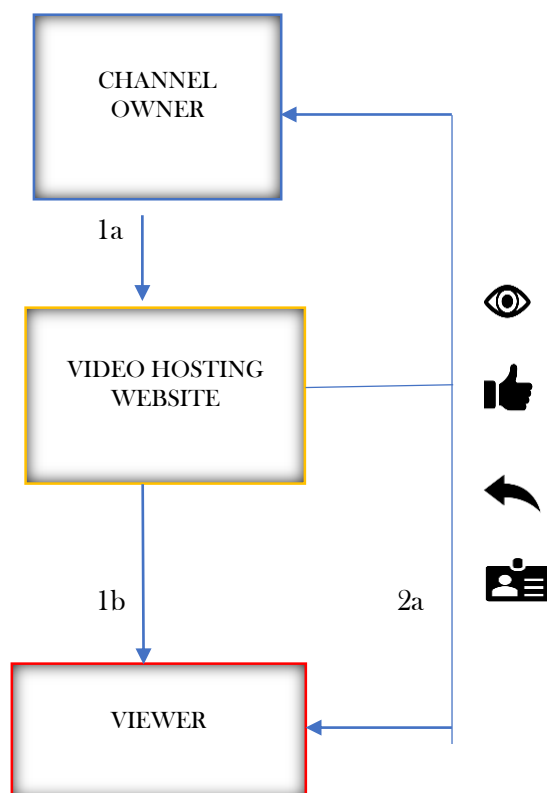 CHANNEL
OWNER
1a
VIDEO HOSTING
WEBSITE
1b
2a
VIEWER